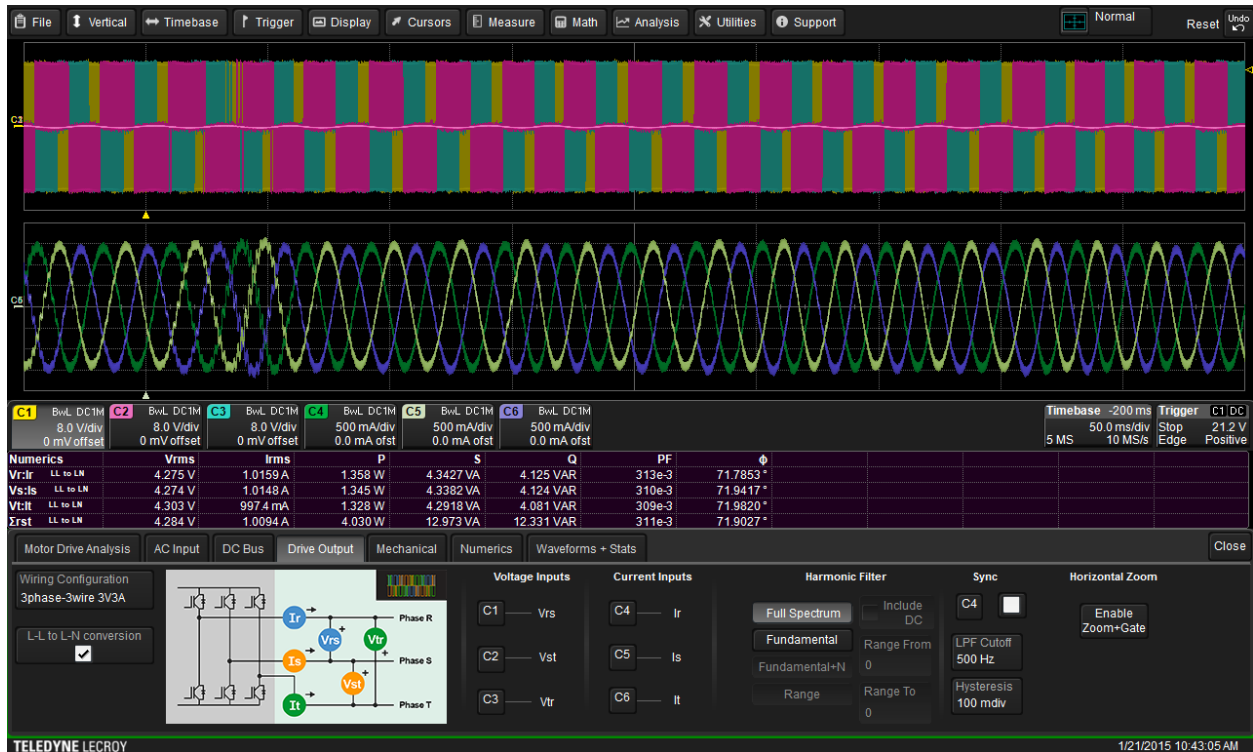 File Vertical Timebase Trigger Display Cursors Measure Math Analysis Utilities Support Normal Reset Undo
C1
C6
C1 BwL DC1M C2 BwL DC1M C3 BwL DC1M C4 BwL DC1M C5 BwL DC1M C6 BwL DC1M Timebase -200 ms Trigger C1 DC
8.0 V/div 8.0 V/div 8.0 V/div 500 mA/div 500 mA/div 500 mA/div 50.0 ms/div Stop 21.2 V
0 mV offset 0 mV offset 0 mV offset 0.0 mA ofst 0.0 mA ofst 0.0 mA ofst 5 MS 10 MS/s Edge Positive
Numerics Vrms Irms P S Q PF ϕ
Vr:Ir LL to LN 4.275 V 1.0159 A 1.358 W 4.3427 VA 4.125 VAR 313e-3 71.7853 °
Vs:Is LL to LN 4.274 V 1.0148 A 1.345 W 4.3382 VA 4.124 VAR 310e-3 71.9417 °
Vt:It LL to LN 4.303 V 997.4 mA 1.328 W 4.2918 VA 4.081 VAR 309e-3 71.9820 °
Σrst LL to LN 4.284 V 1.0094 A 4.030 W 12.973 VA 12.331 VAR 311e-3 71.9027 °
Motor Drive Analysis AC Input DC Bus Drive Output Mechanical Numerics Waveforms + Stats Close
Wiring Configuration
3phase-3wire 3V3A
L-L to L-N conversion
Ir Phase R
Vrs Vtr
Is Phase S
Vst
It Phase T
Voltage Inputs
C1 Vrs
C2 Vst
C3 Vtr
Current Inputs
C4 Ir
C5 Is
C6 It
Harmonic Filter
Full Spectrum
Fundamental
Fundamental+N
Range
Include DC
Range From
0
Range To
0
Sync
C4
LPF Cutoff
500 Hz
Hysteresis
100 mdiv
Horizontal Zoom
Enable
Zoom+Gate
TELEDYNE LECROY 1/21/2015 10:43:05 AM